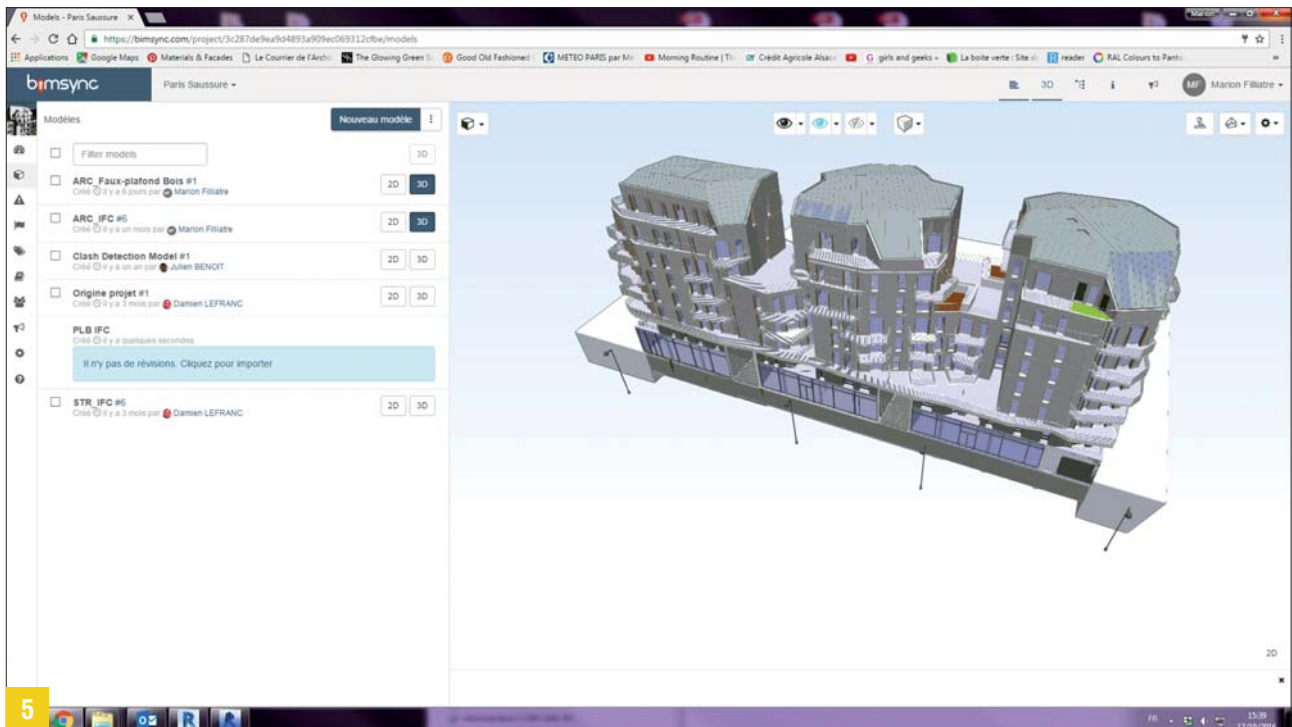 Models - Paris Saussure
Marion
https://bimsync.com/project/3c287de9ea9d4893a909ec069312cfbe/models
Applications Google Maps Materials & Facades Le Courrier de l'Archi The Glowing Green S Good Old Fashioned METEO PARIS par Mé Morning Routine | Th Crédit Agricole Alsace G girls and geeks La boite verte : Site d reader RAL Colours to Panto
bimsync
Paris Saussure
3D
MF
Marion Filliatre
Modèles
Nouveau modèle
Filter models
3D
ARC_Faux-plafond Bois #1
2D 3D
Créé il y a 6 jours par Marion Filliatre
ARC_IFC #6
2D 3D
Créé il y a un mois par Marion Filliatre
Clash Detection Model #1
2D 3D
Créé il y a un an par Julien BENOIT
Origine projet #1
2D 3D
Créé il y a 3 mois par Damien LEFRANC
PLB IFC
Créé il y a quelques secondes
Il n'y pas de révisions. Cliquez pour importer
STR_IFC #6
2D 3D
Créé il y a 3 mois par Damien LEFRANC
2D
5
FR
15:39
17/10/2016